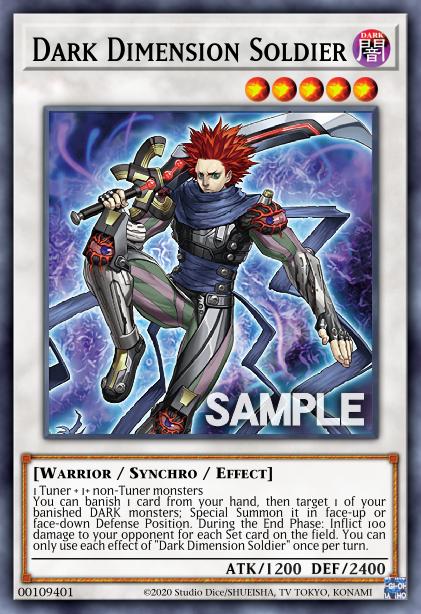 DARK DIMENSION SOLDIER
DARK
闇
SAMPLE
[WARRIOR / SYNCHRO / EFFECT]
1 Tuner + 1+ non-Tuner monsters
You can banish 1 card from your hand, then target 1 of your
banished DARK monsters; Special Summon it in face-up or
face-down Defense Position. During the End Phase: Inflict 100
damage to your opponent for each Set card on the field. You can
only use each effect of "Dark Dimension Soldier" once per turn.
ATK/1200 DEF/2400
00109401
©2020 Studio Dice/SHUEISHA, TV TOKYO, KONAMI